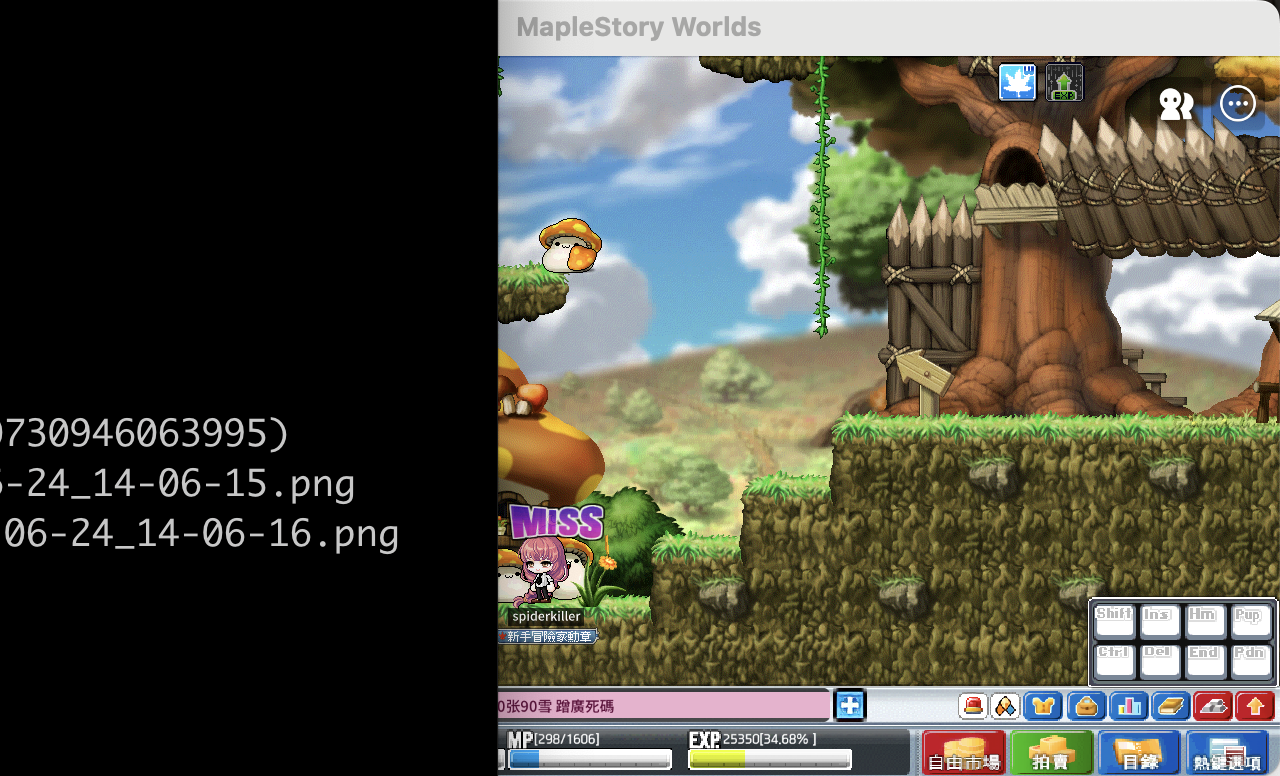 MapleStory Worlds
W
EXP
0730946063995)
6-24_14-06-15.png
06-24_14-06-16.png
MISS
spiderkiller
新手冒險家勳章
Shift Ins Hm Pup
Ctrl Del End Pdn
0张90雪 蹭廣死碼
MP[298/1606]
EXP 25350[34.68% ]
自由市場 拍賣 目錄 熱鍵選項